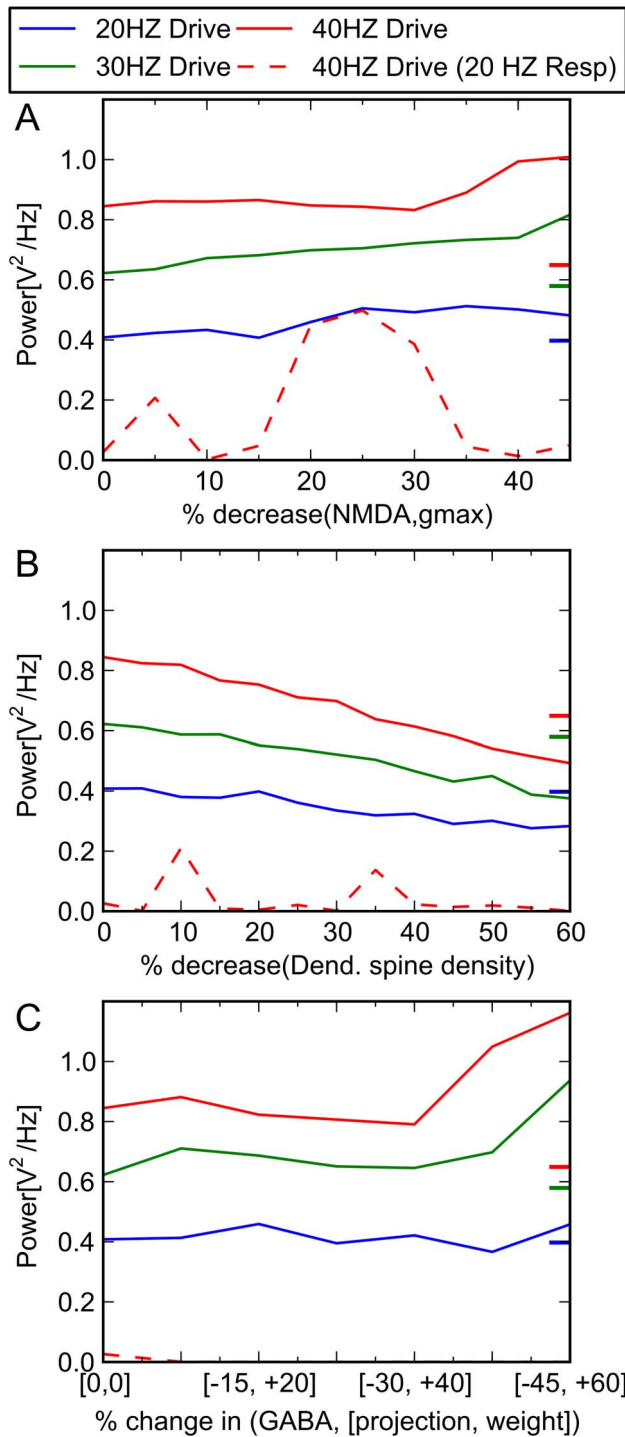 20HZ Drive 40HZ Drive
30HZ Drive 40HZ Drive (20 HZ Resp)
A
1.0
0.8
0.6
0.4
0.2
0.0
Power[V²/Hz]
0 10 20 30 40
% decrease(NMDA,gmax)
B
1.0
0.8
0.6
0.4
0.2
0.0
Power[V²/Hz]
0 10 20 30 40 50 60
% decrease(Dend. spine density)
C
1.0
0.8
0.6
0.4
0.2
0.0
Power[V²/Hz]
[0,0] [-15, +20] [-30, +40] [-45, +60]
% change in (GABA, [projection, weight])